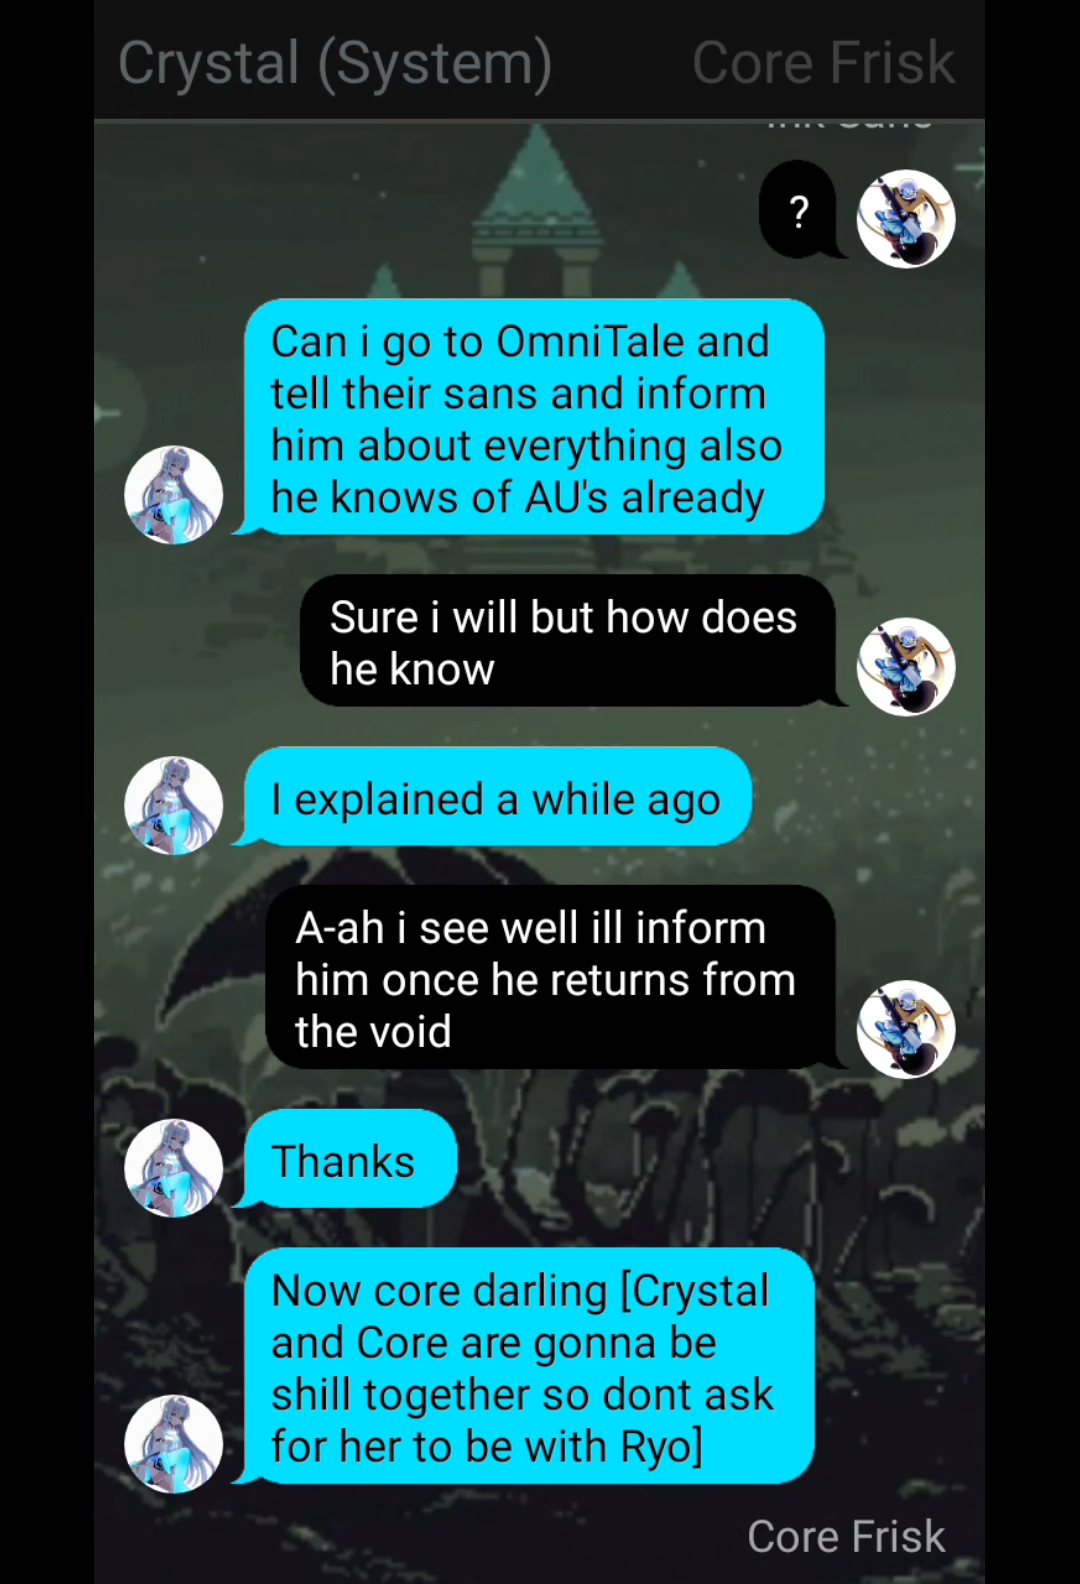 Crystal (System)
Core Frisk
Ink Sans
?
Can i go to OmniTale and
tell their sans and inform
him about everything also
he knows of AU's already
Sure i will but how does
he know
I explained a while ago
A-ah i see well ill inform
him once he returns from
the void
Thanks
Now core darling [Crystal
and Core are gonna be
shill together so dont ask
for her to be with Ryo]
Core Frisk